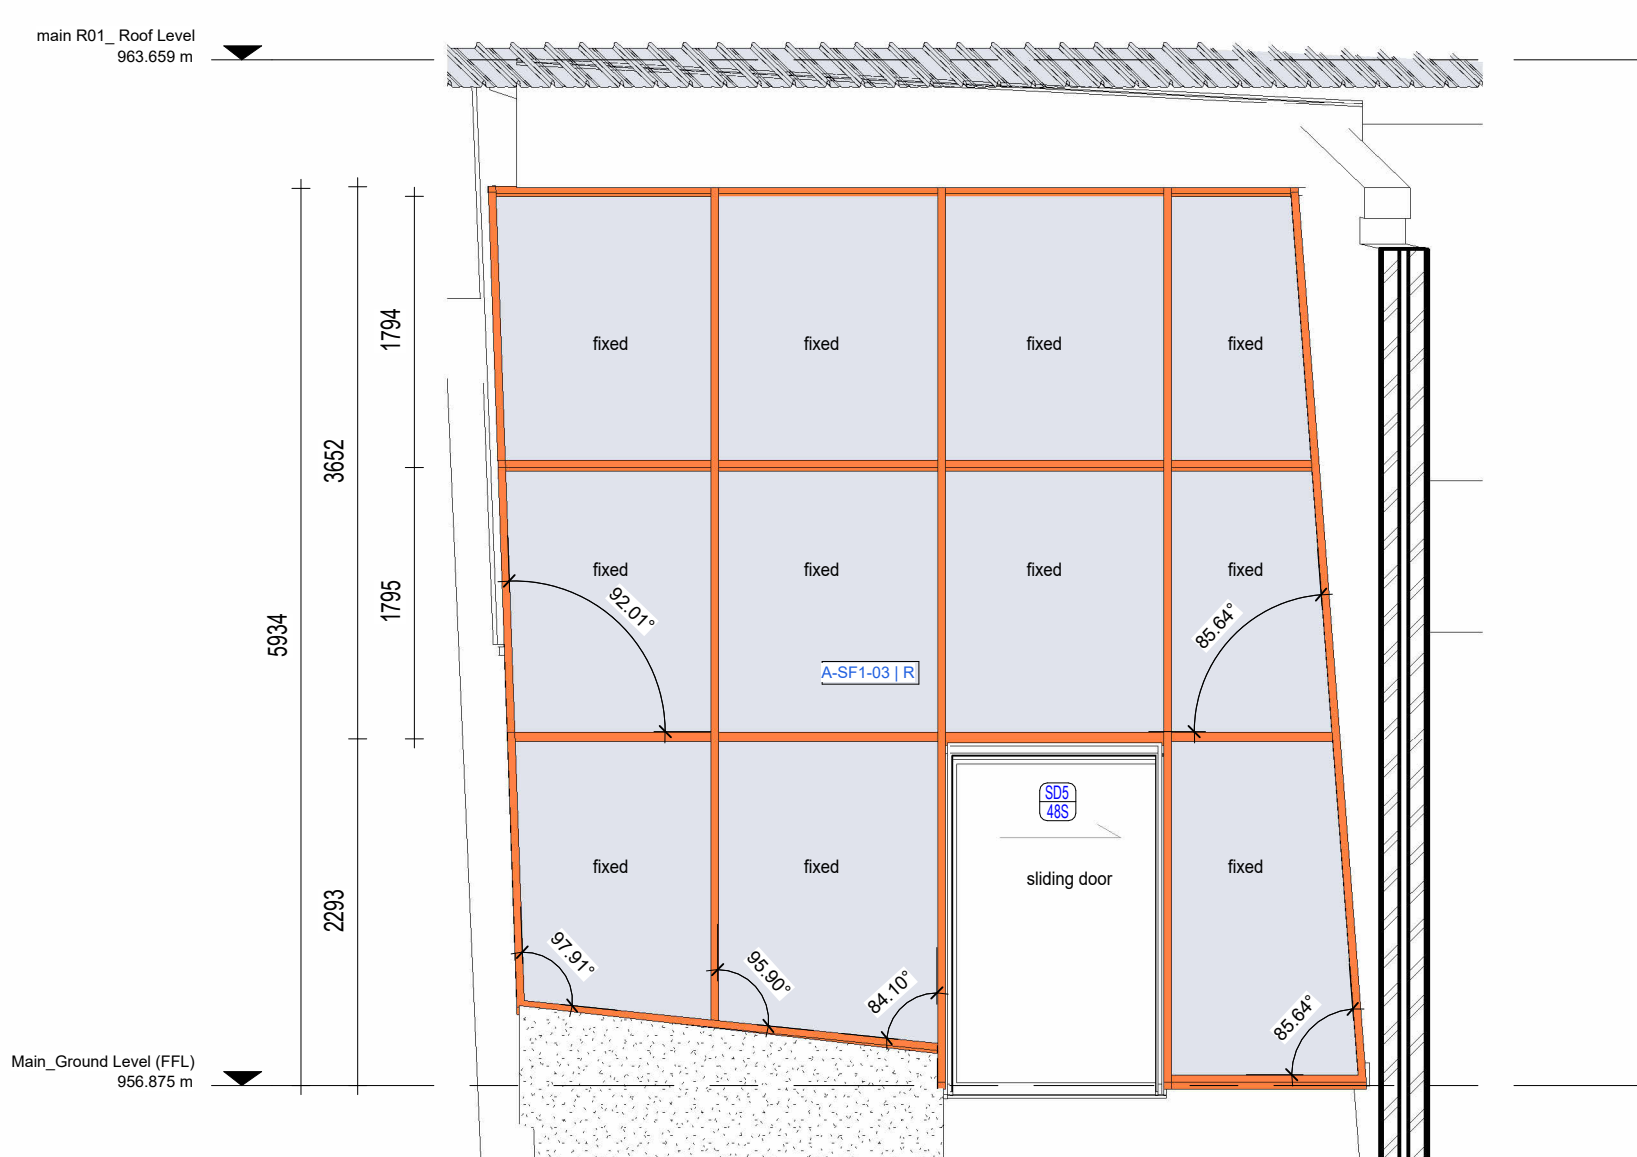 main R01_ Roof Level
963.659 m
1794
fixed
fixed
fixed
fixed
3652
fixed
fixed
fixed
fixed
1795
92.01°
85.64°
5934
A-SF1-03 | R
SD5
48S
fixed
fixed
sliding door
fixed
2293
97.91°
95.90°
84.10°
85.64°
Main_Ground Level (FFL)
956.875 m